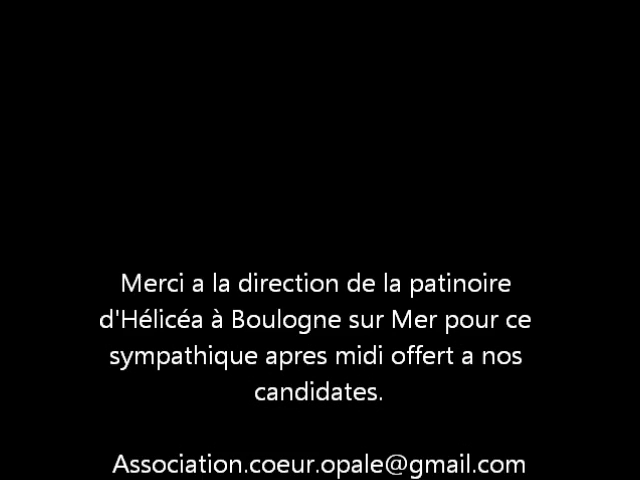 Merci a la direction de la patinoire
d'Hélicéa à Boulogne sur Mer pour ce
sympathique apres midi offert a nos
candidates.
Association.coeur.opale@gmail.com